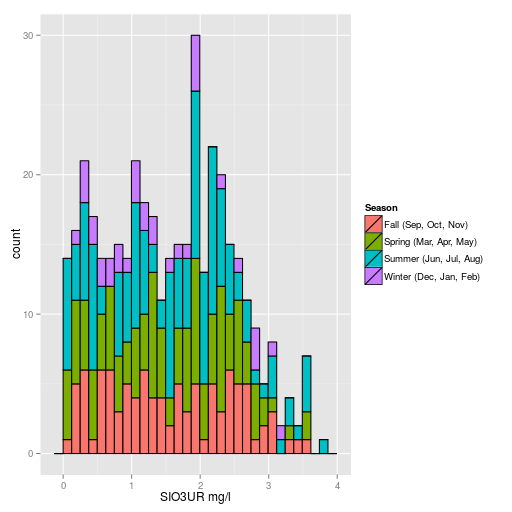 30
20
10
0
count
0 1 2 3 4
SIO3UR mg/l
Season
Fall (Sep, Oct, Nov)
Spring (Mar, Apr, May)
Summer (Jun, Jul, Aug)
Winter (Dec, Jan, Feb)